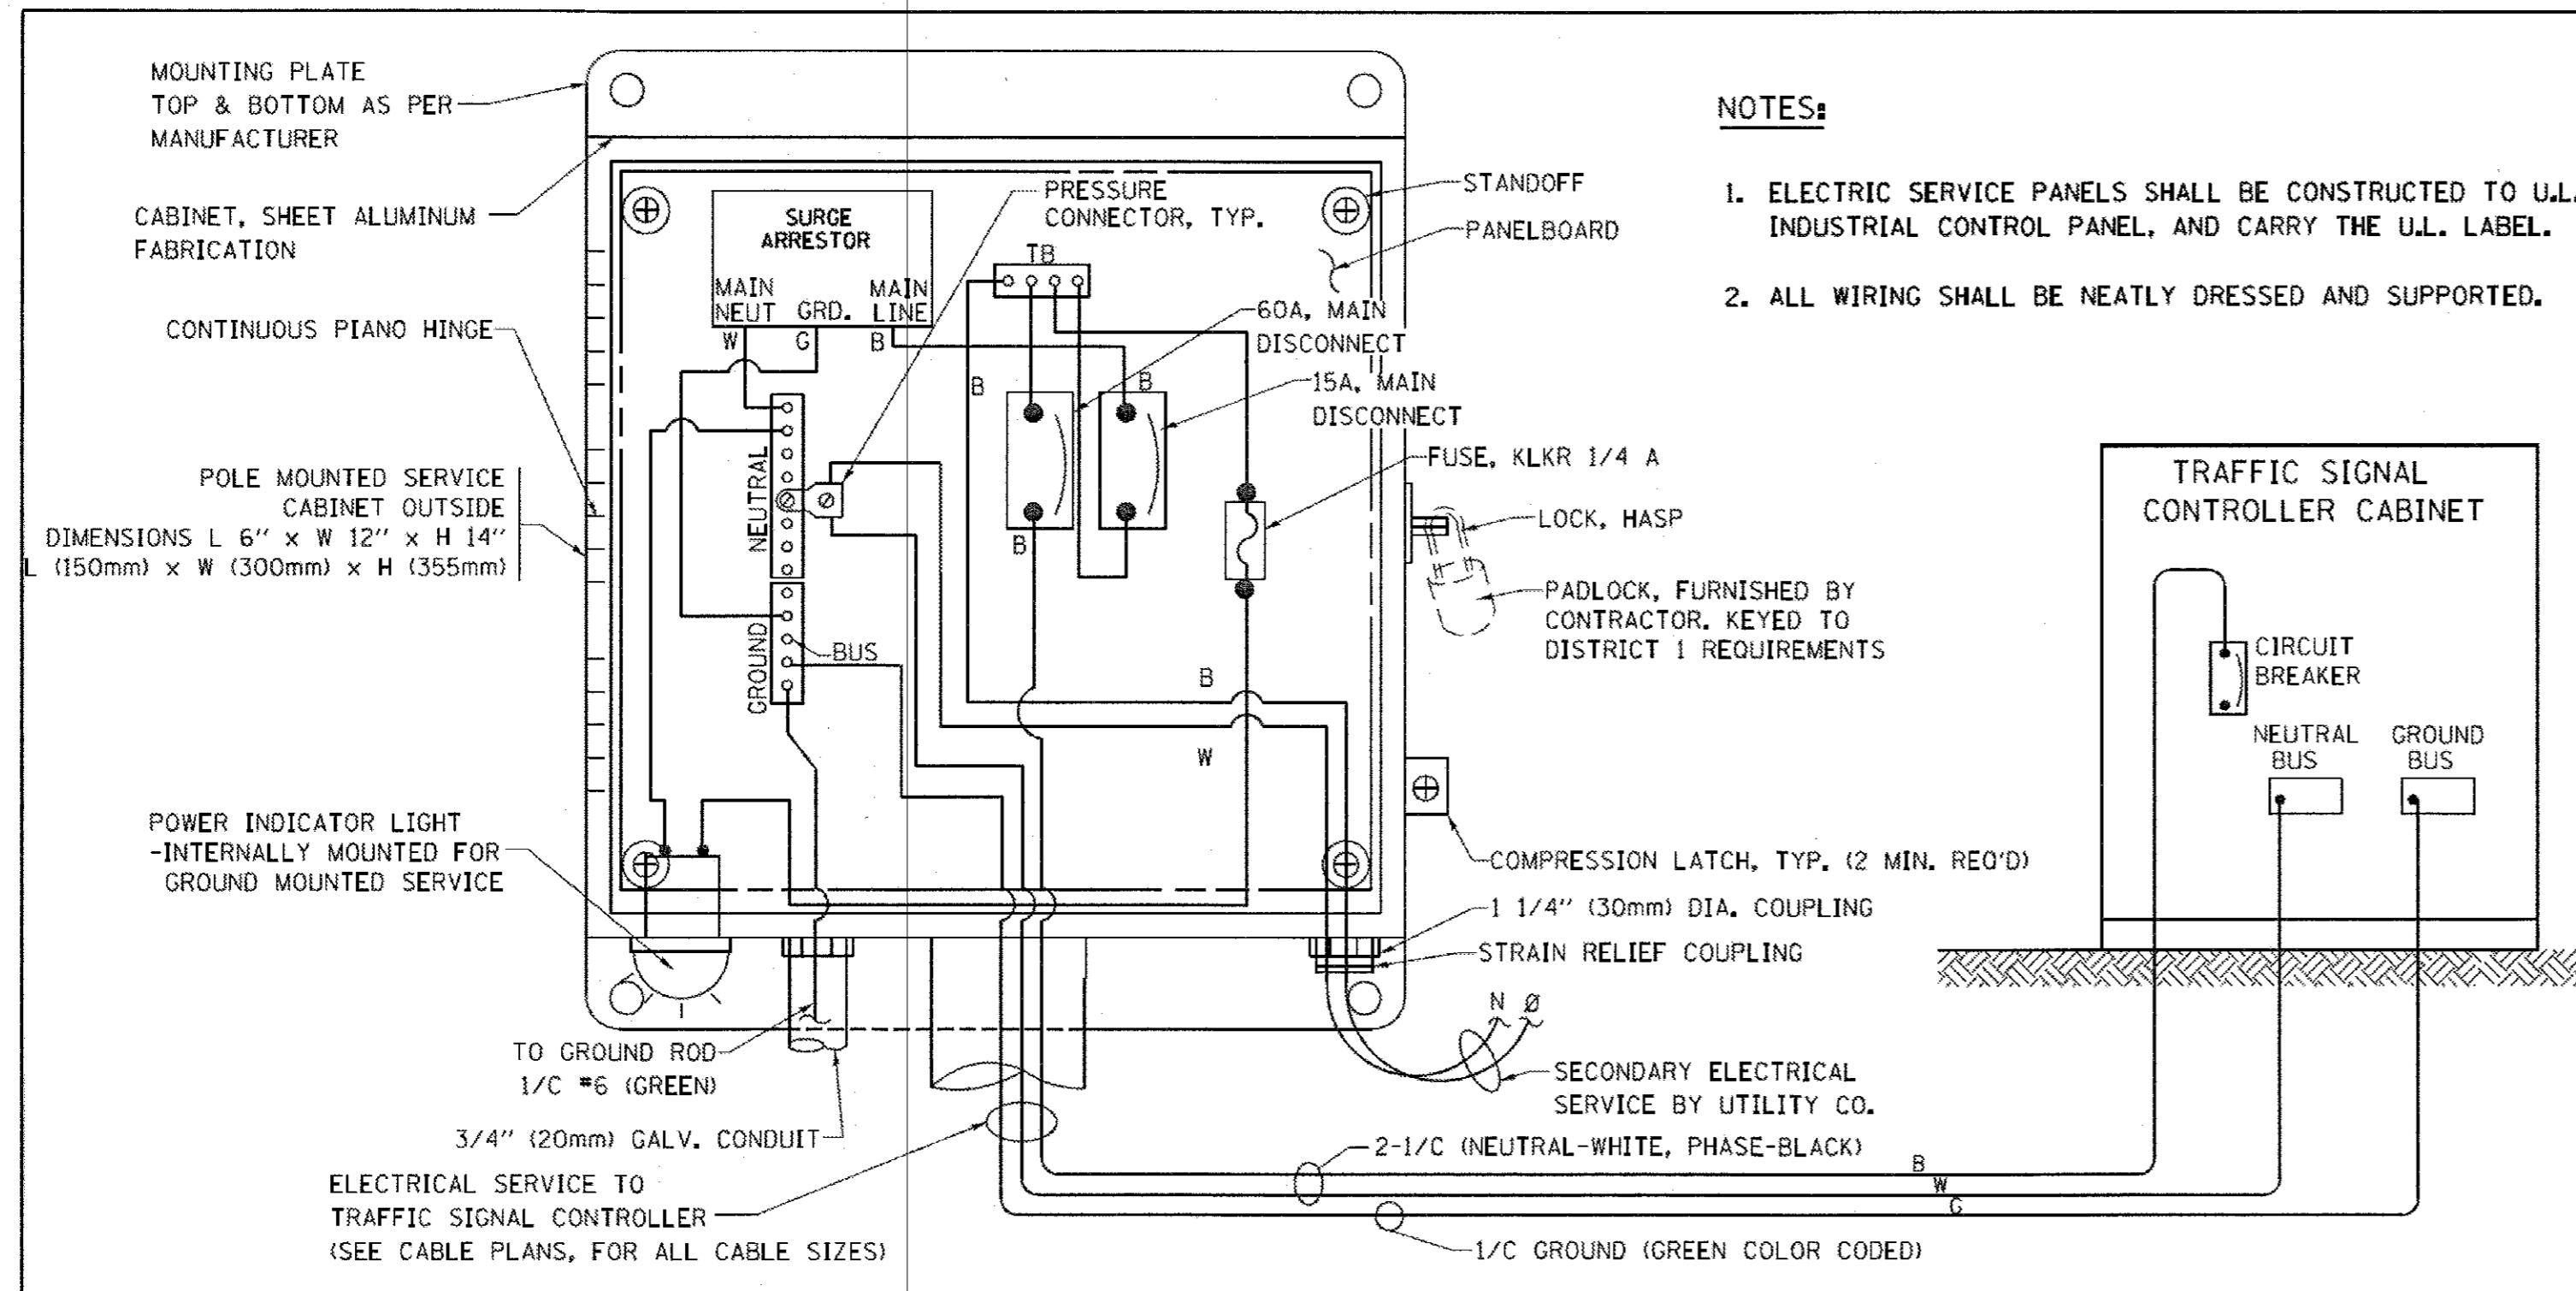 MOUNTING PLATE
TOP & BOTTOM AS PER
MANUFACTURER
CABINET, SHEET ALUMINUM
FABRICATION
CONTINUOUS PIANO HINGE
POLE MOUNTED SERVICE
CABINET OUTSIDE
DIMENSIONS L 6" x W 12" x H 14"
L (150mm) x W (300mm) x H (355mm)
POWER INDICATOR LIGHT
-INTERNALLY MOUNTED FOR
GROUND MOUNTED SERVICE
SURGE
ARRESTOR
MAIN
NEUT
GRD.
MAIN
LINE
W
G
B
PRESSURE
CONNECTOR, TYP.
TB
B
B
B
NEUTRAL
GROUND
BUS
B
W
STANDOFF
PANELBOARD
60A, MAIN
DISCONNECT
15A, MAIN
DISCONNECT
FUSE, KLKR 1/4 A
LOCK, HASP
PADLOCK, FURNISHED BY
CONTRACTOR. KEYED TO
DISTRICT 1 REQUIREMENTS
COMPRESSION LATCH, TYP. (2 MIN. REQ'D)
1 1/4" (30mm) DIA. COUPLING
STRAIN RELIEF COUPLING
N Ø
SECONDARY ELECTRICAL
SERVICE BY UTILITY CO.
TO GROUND ROD
1/C #6 (GREEN)
3/4" (20mm) GALV. CONDUIT
ELECTRICAL SERVICE TO
TRAFFIC SIGNAL CONTROLLER
(SEE CABLE PLANS, FOR ALL CABLE SIZES)
2-1/C (NEUTRAL-WHITE, PHASE-BLACK)
B
W
G
1/C GROUND (GREEN COLOR CODED)
NOTES:
1. ELECTRIC SERVICE PANELS SHALL BE CONSTRUCTED TO U.L.
INDUSTRIAL CONTROL PANEL, AND CARRY THE U.L. LABEL.
2. ALL WIRING SHALL BE NEATLY DRESSED AND SUPPORTED.
TRAFFIC SIGNAL
CONTROLLER CABINET
CIRCUIT
BREAKER
NEUTRAL
BUS
GROUND
BUS